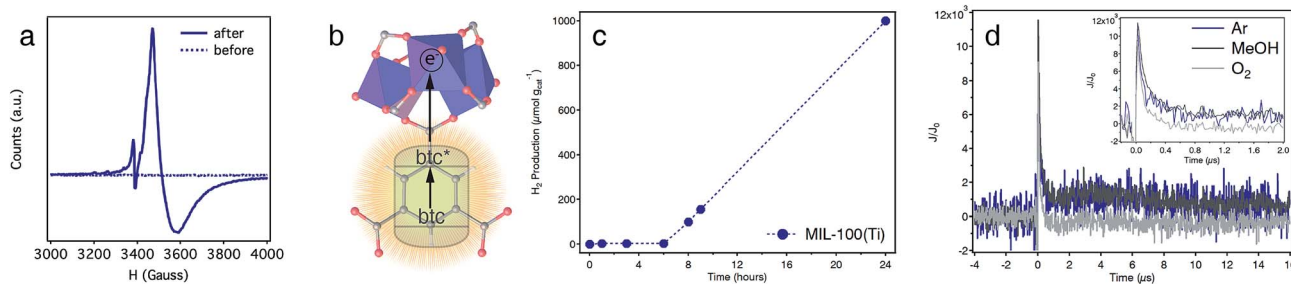 a
after
before
Counts (a.u.)
3000 3200 3400 3600 3800 4000
H (Gauss)
b
e⁻
btc*
btc
c
1000
800
600
400
200
0
H₂ Production (μmol gcat⁻¹)
MIL-100(Ti)
0 4 8 12 16 20 24
Time (hours)
d
12x10³
10
8
6
4
2
0
-2
J/J₀
-4 -2 0 2 4 6 8 10 12 14 16
Time (μs)
12x10³
10
8
6
4
2
0
-2
J/J₀
Ar
MeOH
O₂
0.0 0.4 0.8 1.2 1.6 2.0
Time (μs)